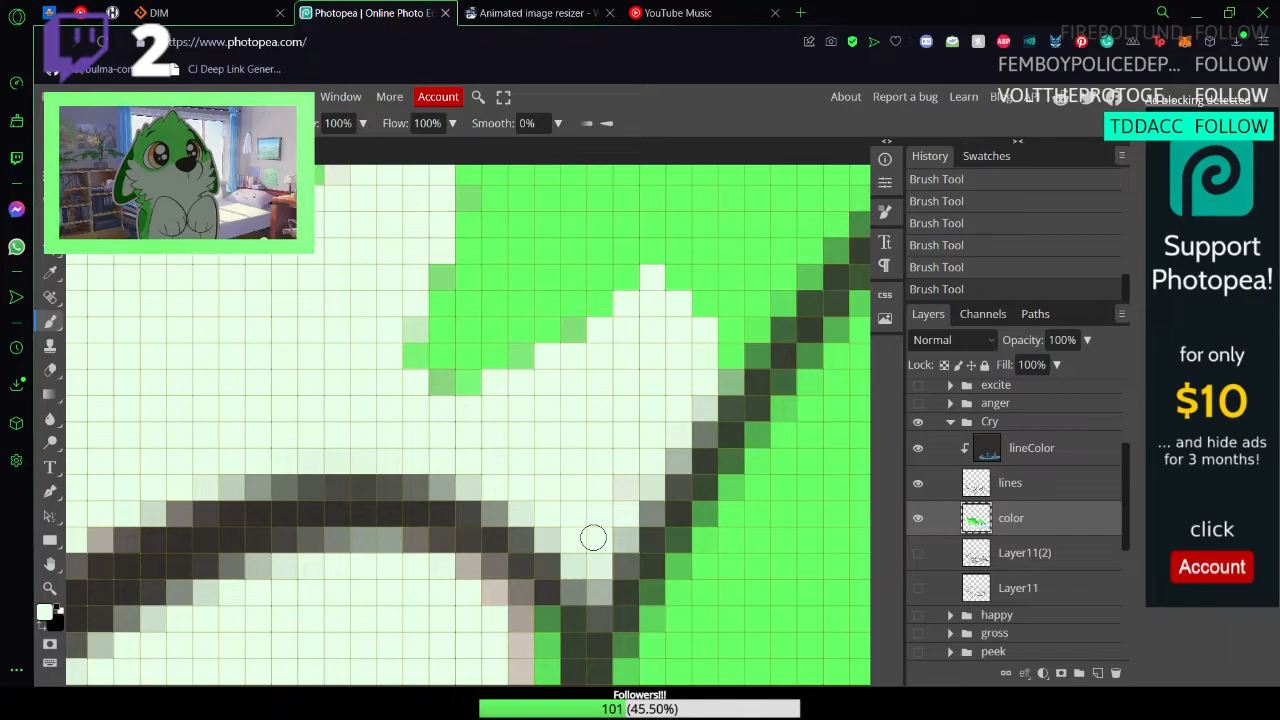 DIM
Photopea | Online Photo Ed
Animated image resizer - W
YouTube Music
2
https://www.photopea.com/
FIREBOLTUND FOLLOW
FEMBOYPOLICEDEP... FOLLOW
VOLTTHEPROTOGE... FOLLOW
TDDACC FOLLOW
CJ Deep Link Gener...
Window
More
Account
About
Report a bug
Learn
100%
Flow:
100%
Smooth:
0%
History
Swatches
Brush Tool
Brush Tool
Brush Tool
Brush Tool
Brush Tool
Brush Tool
Layers
Channels
Paths
Normal
Opacity:
100%
Lock:
Fill:
100%
excite
anger
Cry
lineColor
lines
color
Layer11(2)
Layer11
happy
gross
peek
Support
Photopea!
for only
$10
... and hide ads
for 3 months!
click
Account
Followers!!!
101 (45.50%)